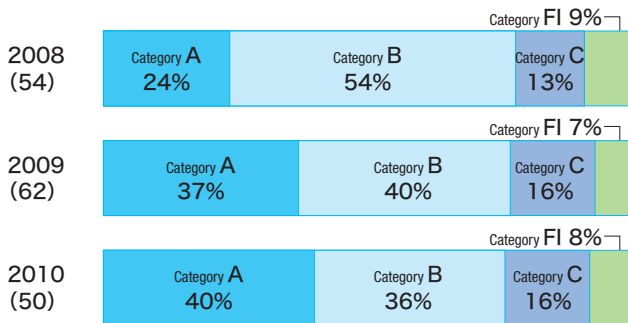 Category FI 9%
2008
(54)
Category A
24%
Category B
54%
Category C
13%
Category FI 7%
2009
(62)
Category A
37%
Category B
40%
Category C
16%
Category FI 8%
2010
(50)
Category A
40%
Category B
36%
Category C
16%